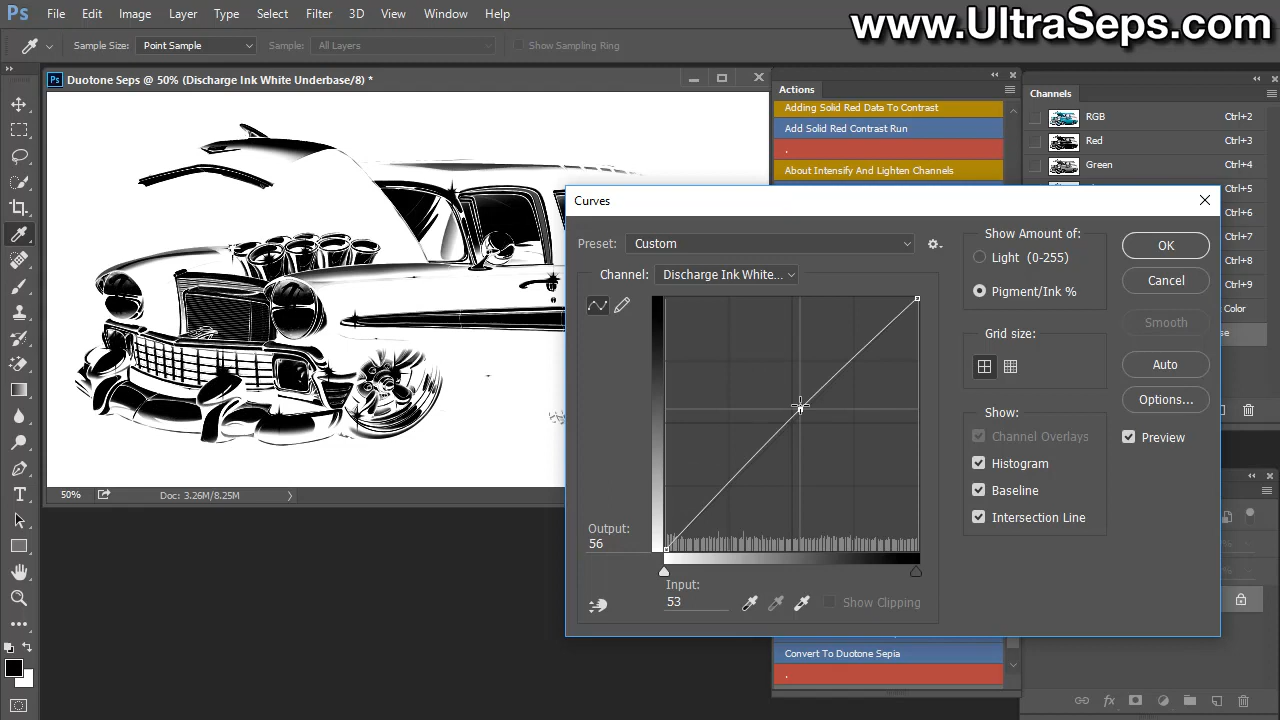 Ps File Edit Image Layer Type Select Filter 3D View Window Help
www.UltraSeps.com
Sample Size: Point Sample Sample: All Layers Show Sampling Ring
Ps Duotone Seps @ 50% (Discharge Ink White Underbase/8) *
Actions
Adding Solid Red Data To Contrast
Add Solid Red Contrast Run
.
About Intensify And Lighten Channels
Channels
RGB Ctrl+2
Red Ctrl+3
Green Ctrl+4
Ctrl+5
Ctrl+6
Ctrl+7
Ctrl+8
Ctrl+9
Color Ctrl+0
Curves
Preset: Custom
Channel: Discharge Ink White...
Output:
56
Input:
53
Show Clipping
Show Amount of:
Light (0-255)
Pigment/Ink %
Grid size:
Show:
Channel Overlays
Histogram
Baseline
Intersection Line
OK
Cancel
Smooth
Auto
Options...
Preview
50% Doc: 3.26M/8.25M
Convert To Duotone Sepia
.
fx